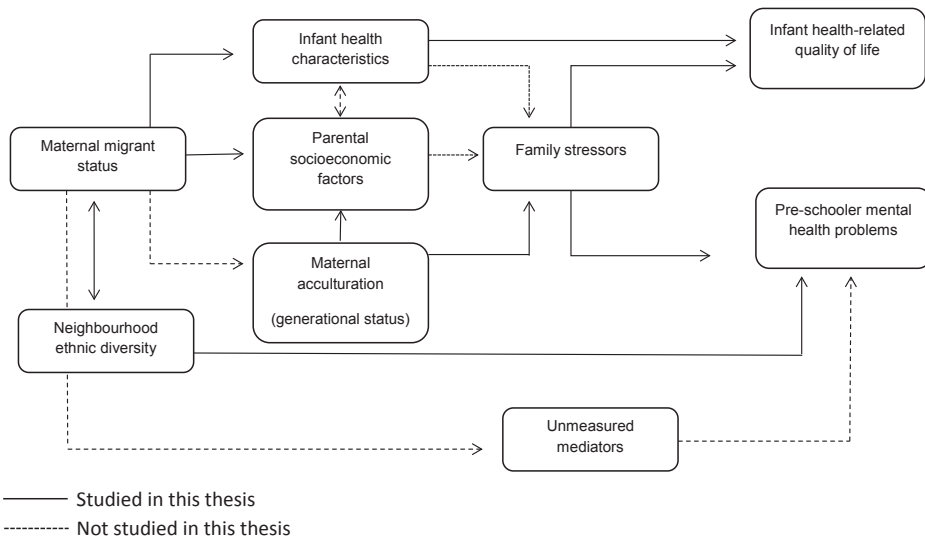 Infant health
characteristics
Infant health-related
quality of life
Maternal migrant
status
Parental
socioeconomic
factors
Family stressors
Pre-schooler mental
health problems
Maternal
acculturation
(generational status)
Neighbourhood
ethnic diversity
Unmeasured
mediators
Studied in this thesis
Not studied in this thesis